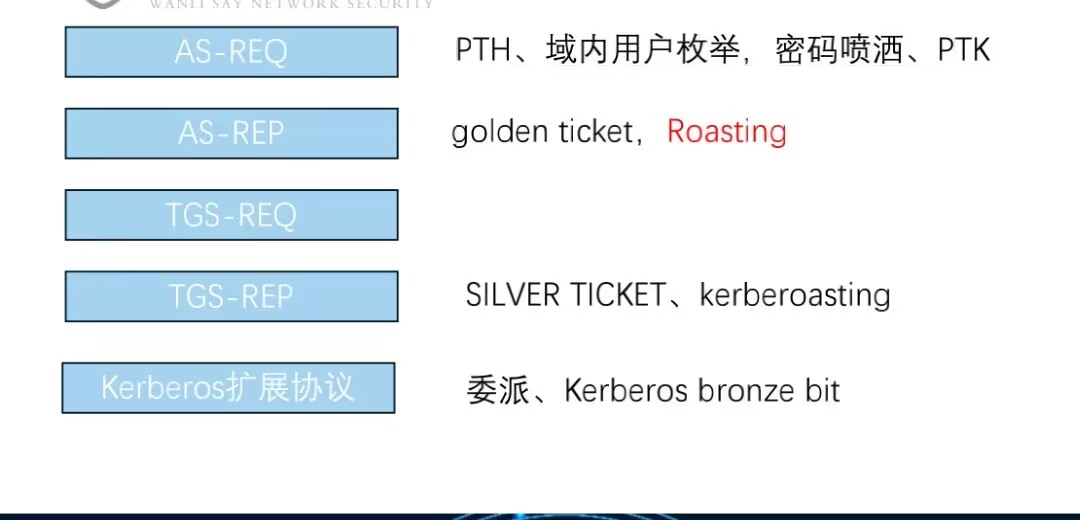 WANLI SAY NETWORK SECURITY
AS-REQ PTH、域内用户枚举，密码喷洒、PTK
AS-REP golden ticket，Roasting
TGS-REQ
TGS-REP SILVER TICKET、kerberoasting
Kerberos扩展协议 委派、Kerberos bronze bit